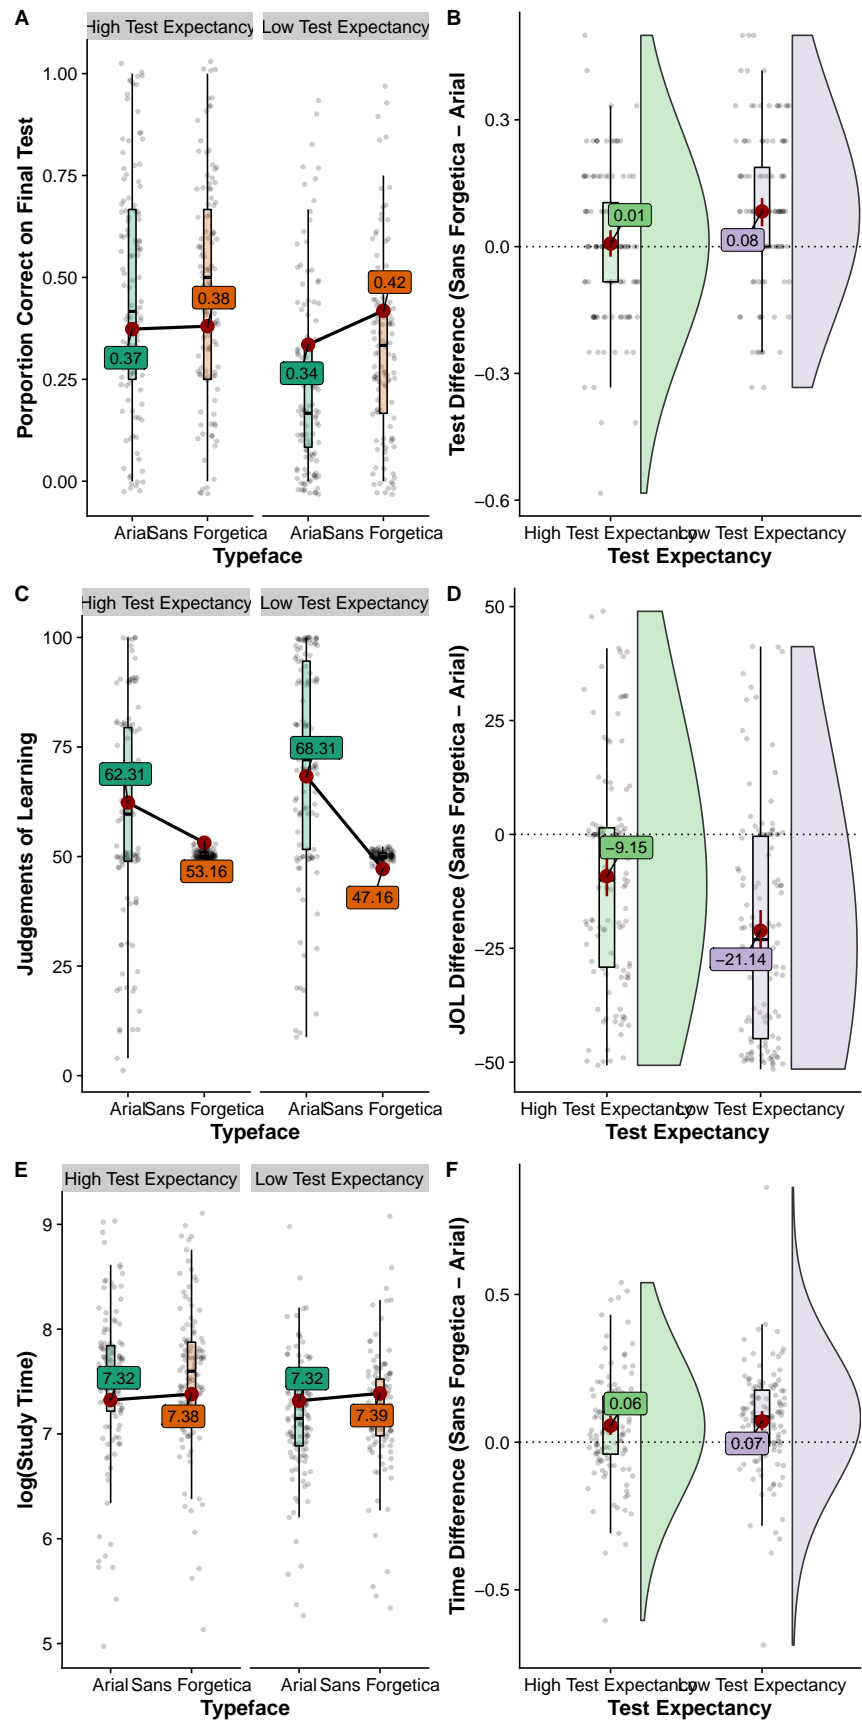 A
High Test Expectancy
Low Test Expectancy
Porportion Correct on Final Test
1.00
0.75
0.50
0.25
0.00
0.37
0.38
0.34
0.42
Arial
Sans Forgetica
Arial
Sans Forgetica
Typeface
B
Test Difference (Sans Forgetica − Arial)
0.3
0.0
−0.3
−0.6
0.01
0.08
High Test Expectancy
Low Test Expectancy
Test Expectancy
C
High Test Expectancy
Low Test Expectancy
Judgements of Learning
100
75
50
25
0
62.31
53.16
68.31
47.16
Arial
Sans Forgetica
Arial
Sans Forgetica
Typeface
D
JOL Difference (Sans Forgetica − Arial)
50
25
0
−25
−50
−9.15
−21.14
High Test Expectancy
Low Test Expectancy
Test Expectancy
E
High Test Expectancy
Low Test Expectancy
log(Study Time)
9
8
7
6
5
7.32
7.38
7.32
7.39
Arial
Sans Forgetica
Arial
Sans Forgetica
Typeface
F
Time Difference (Sans Forgetica − Arial)
0.5
0.0
−0.5
0.06
0.07
High Test Expectancy
Low Test Expectancy
Test Expectancy